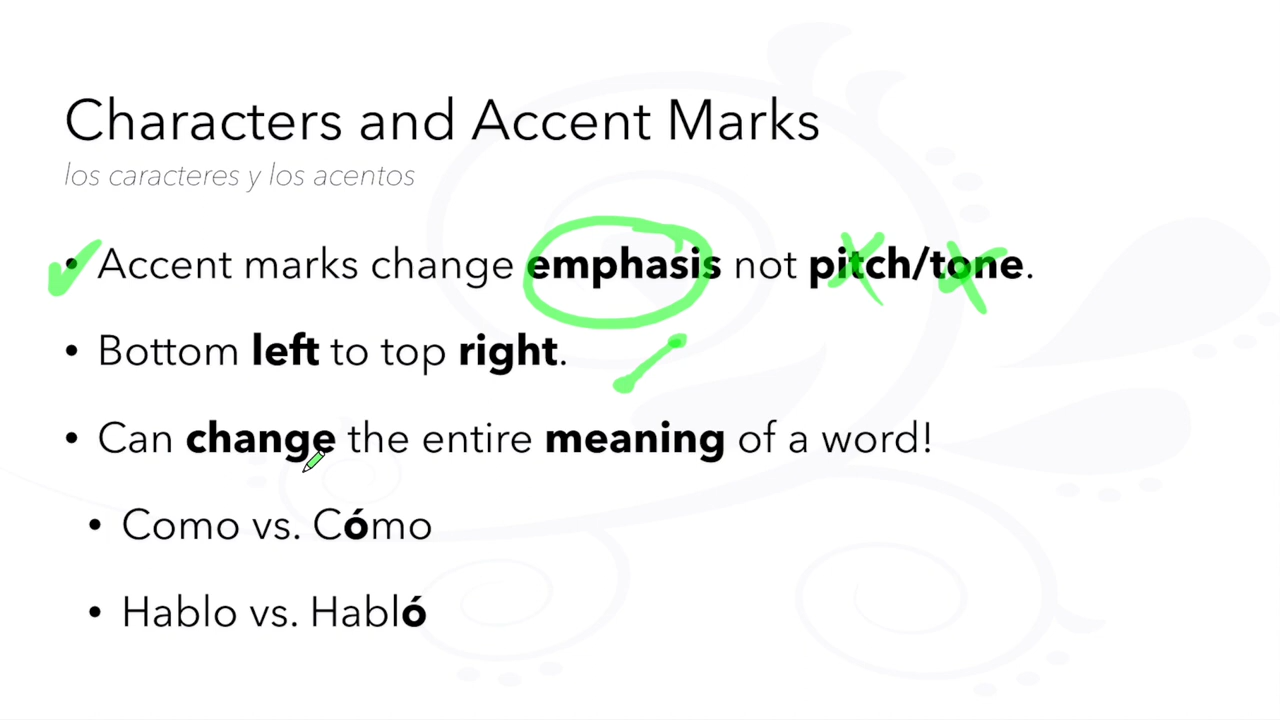 Characters and Accent Marks
los caracteres y los acentos
• Accent marks change emphasis not pitch/tone.
• Bottom left to top right.
• Can change the entire meaning of a word!
• Como vs. Cómo
• Hablo vs. Habló